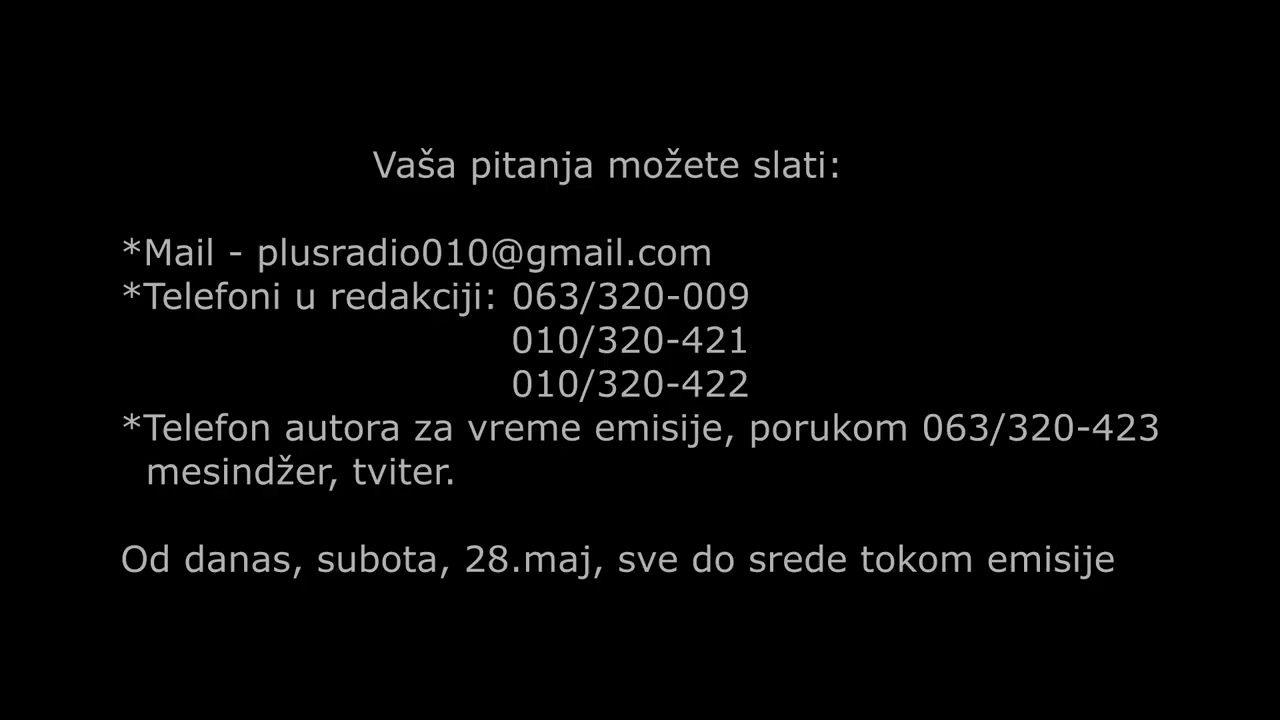 Vaša pitanja možete slati:
*Mail - plusradio010@gmail.com
*Telefoni u redakciji: 063/320-009
010/320-421
010/320-422
*Telefon autora za vreme emisije, porukom 063/320-423
mesindžer, tviter.
Od danas, subota, 28.maj, sve do srede tokom emisije